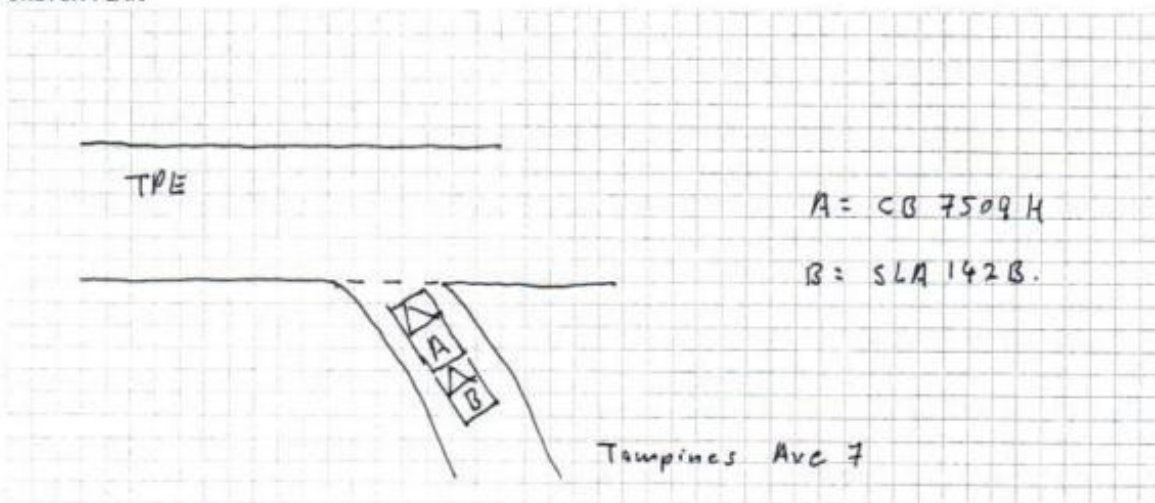 TPE
A = CB 7509 H
B = SLA 142B.
A
B
Tampines Ave 7